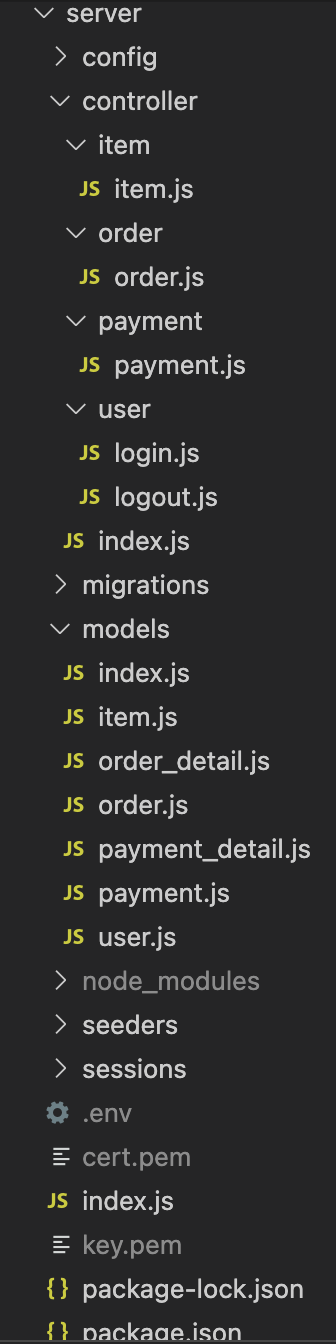 server
config
controller
item
JS item.js
order
JS order.js
payment
JS payment.js
user
JS login.js
JS logout.js
JS index.js
migrations
models
JS index.js
JS item.js
JS order_detail.js
JS order.js
JS payment_detail.js
JS payment.js
JS user.js
node_modules
seeders
sessions
.env
cert.pem
JS index.js
key.pem
{} package-lock.json
{} package.json